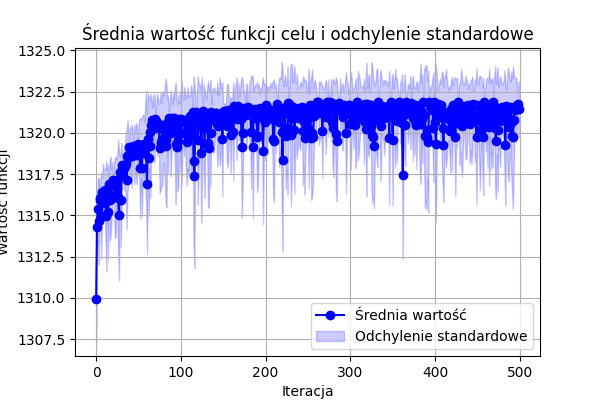 Średnia wartość funkcji celu i odchylenie standardowe
1325.0
1322.5
1320.0
1317.5
1315.0
1312.5
1310.0
1307.5
wartość funkcji
Średnia wartość
Odchylenie standardowe
0 100 200 300 400 500
Iteracja